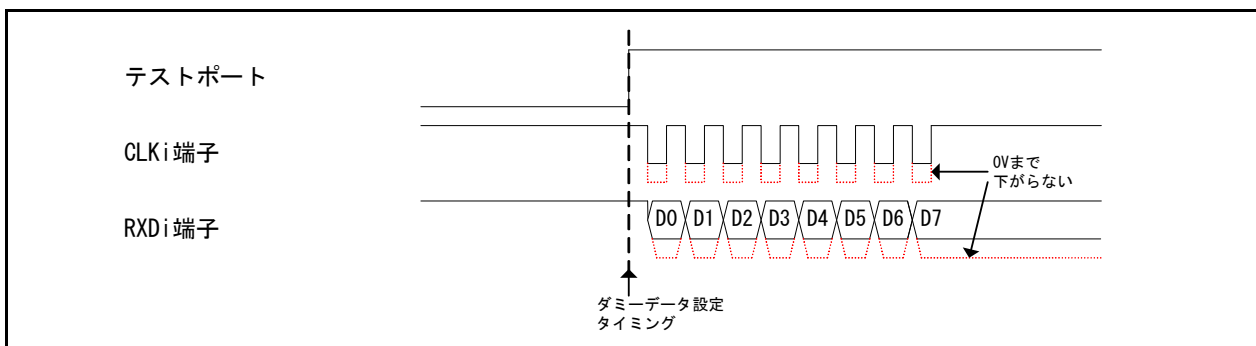 テストポート
CLKi端子
0Vまで
下がらない
RXDi端子
D0 D1 D2 D3 D4 D5 D6 D7
ダミーデータ設定
タイミング